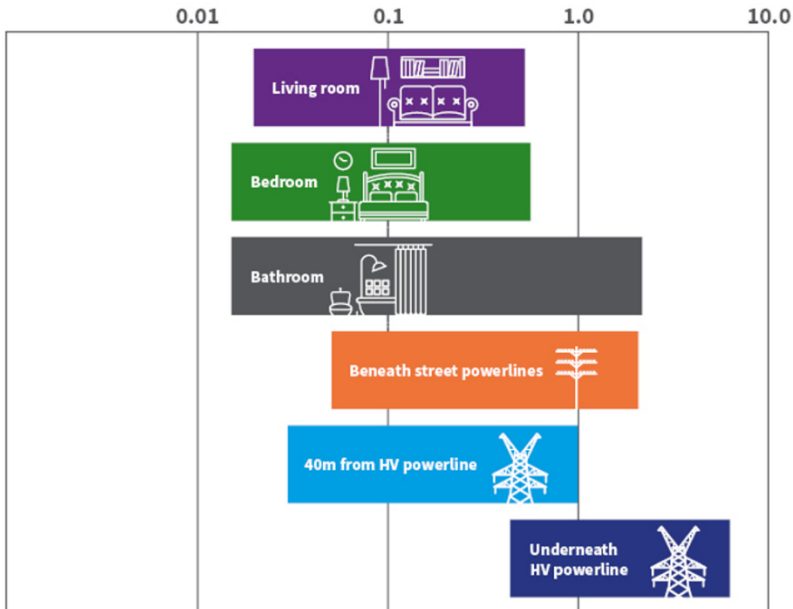 0.01 0.1 1.0 10.0
Living room
Bedroom
Bathroom
Beneath street powerlines
40m from HV powerline
Underneath
HV powerline